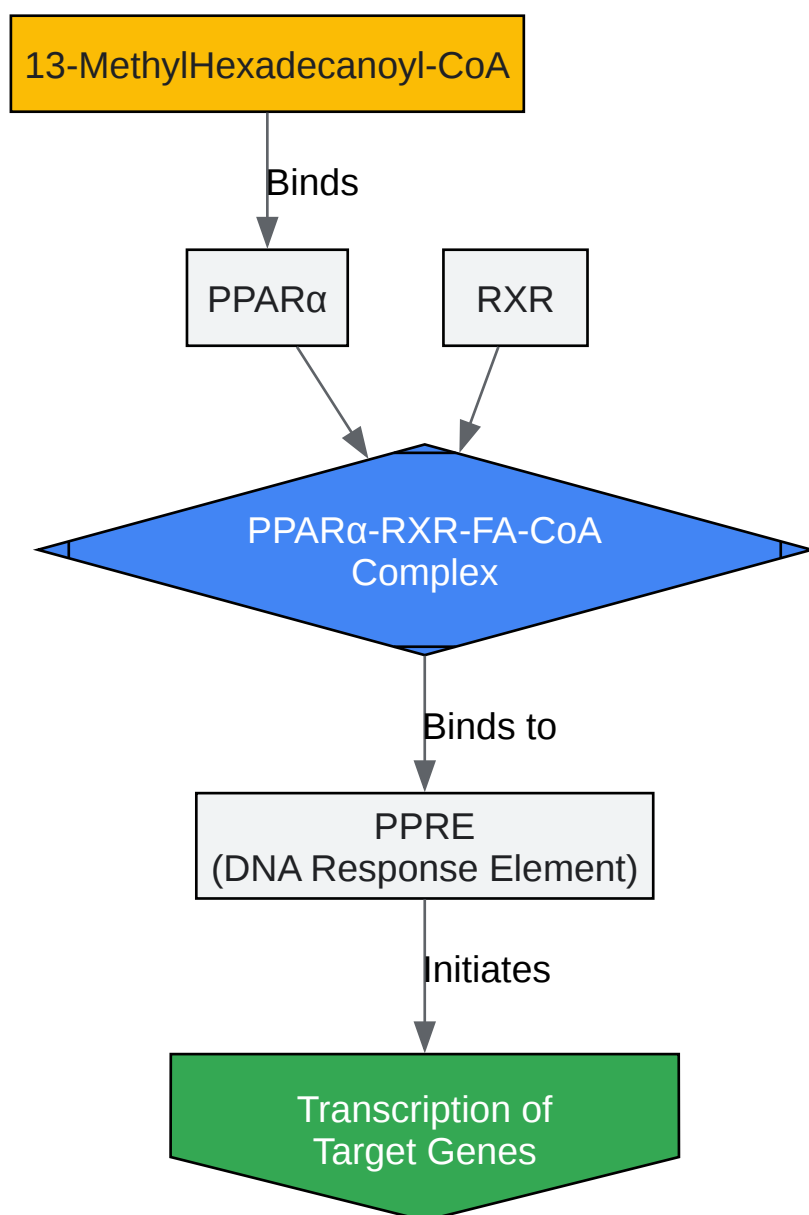 13-MethylHexadecanoyl-CoA
Binds
PPARα
RXR
PPARα-RXR-FA-CoA
Complex
Binds to
PPRE
(DNA Response Element)
Initiates
Transcription of
Target Genes